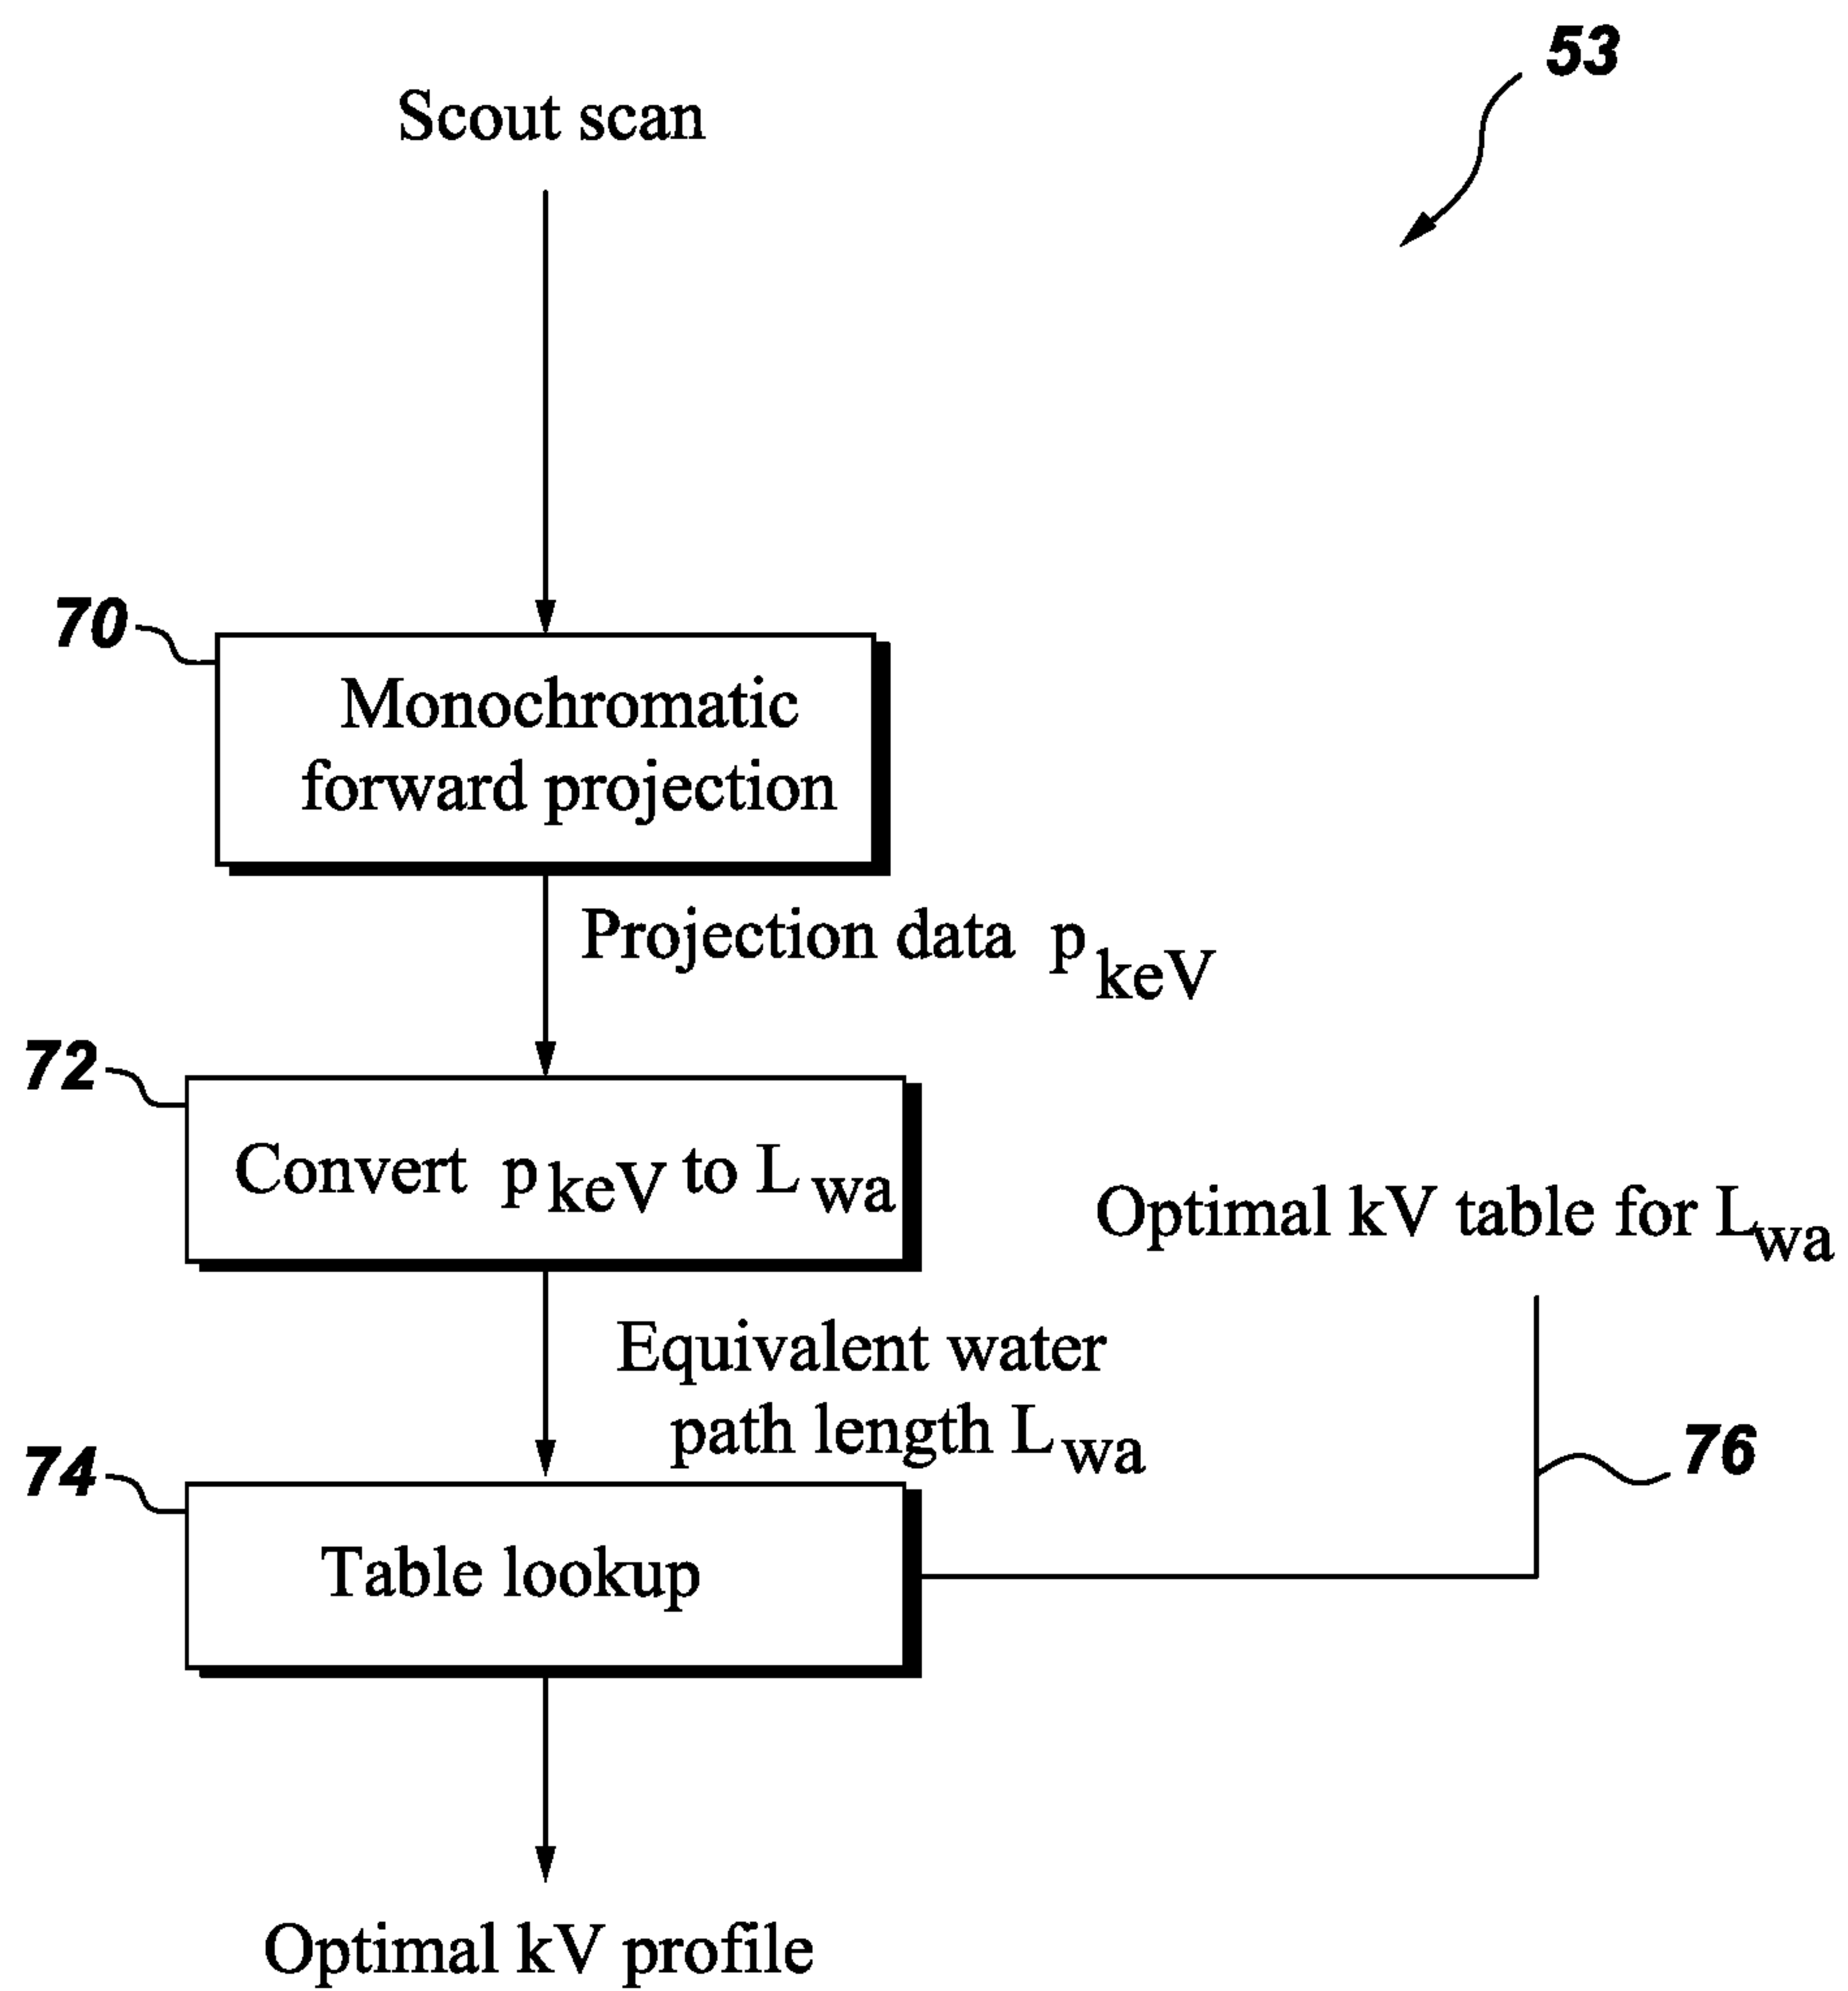 53
Scout scan
70
Monochromatic
forward projection
Projection data p keV
72
Convert p keV to L wa
Optimal kV table for L wa
Equivalent water
path length L wa
74
76
Table lookup
Optimal kV profile